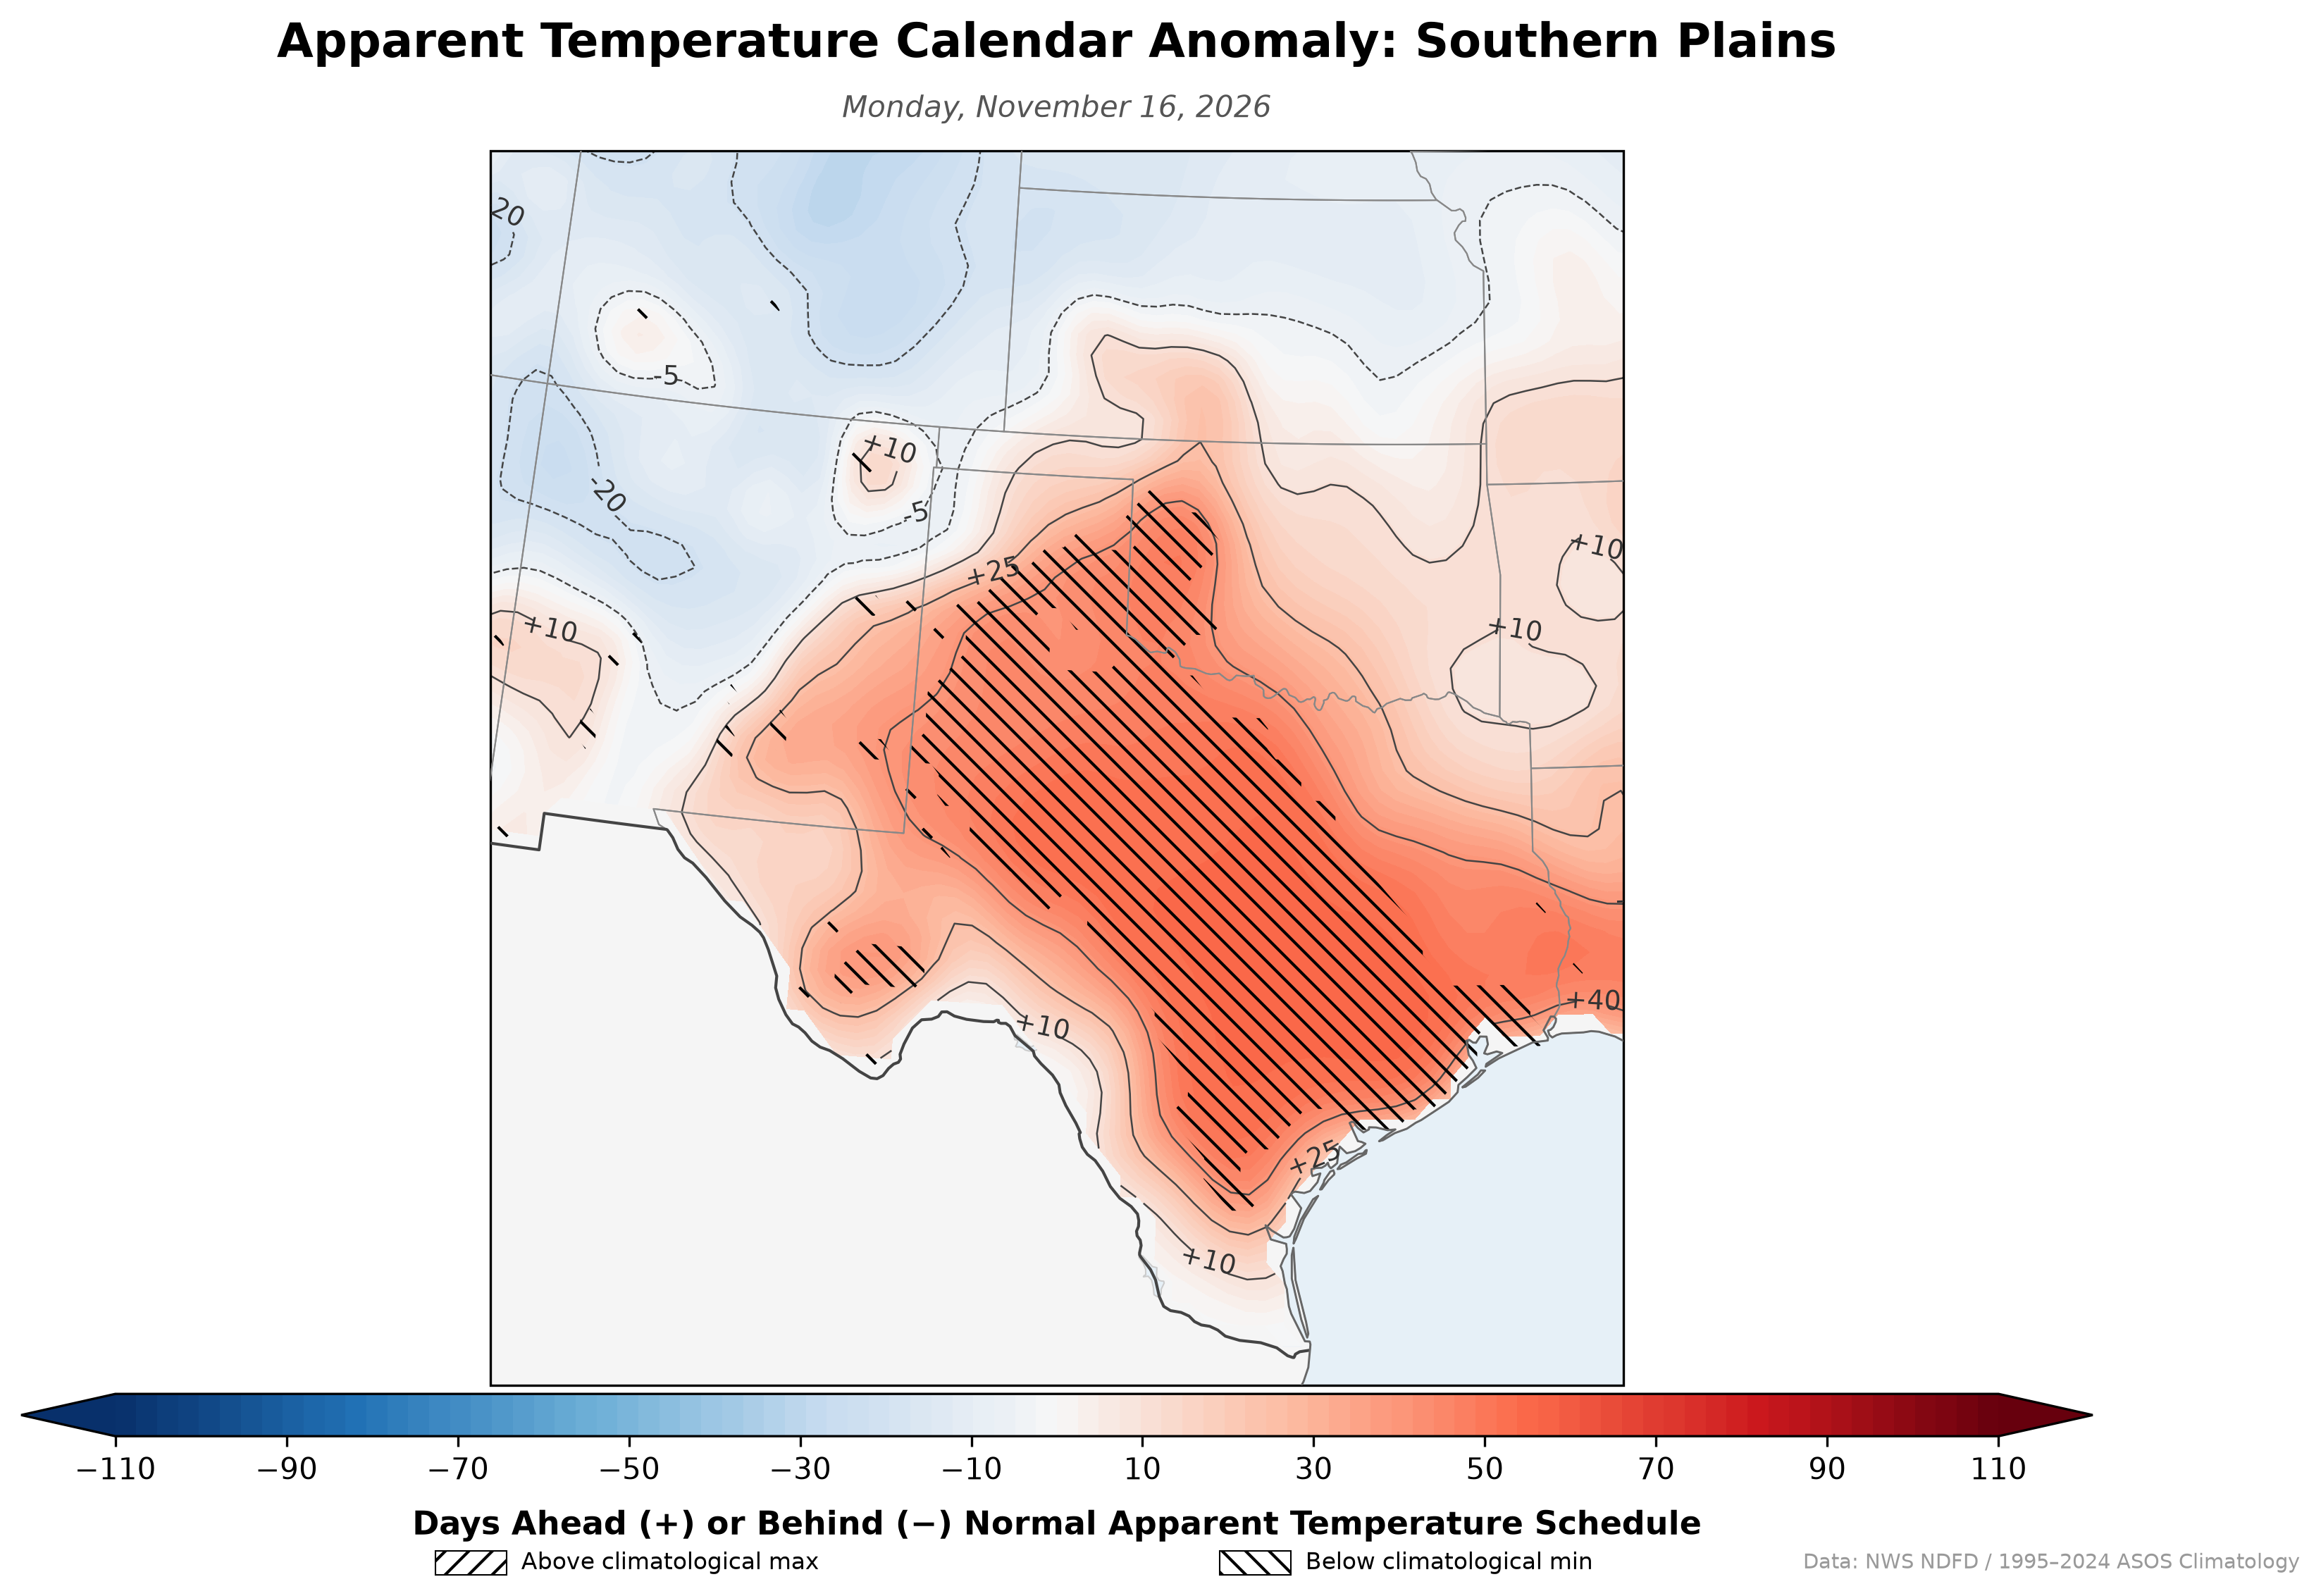 Apparent Temperature Calendar Anomaly: Southern Plains
Monday, November 16, 2026
20
-5
+10
-20
-5
+25
+10
+10
+10
+40
+10
+25
+10
−110 −90 −70 −50 −30 −10 10 30 50 70 90 110
Days Ahead (+) or Behind (−) Normal Apparent Temperature Schedule
Above climatological max Below climatological min Data: NWS NDFD / 1995–2024 ASOS Climatology